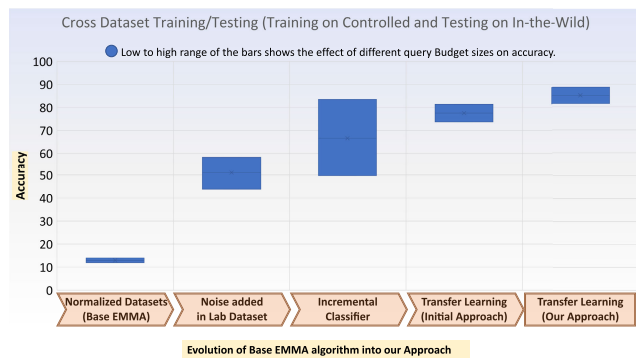 Cross Dataset Training/Testing (Training on Controlled and Testing on In-the-Wild)
Low to high range of the bars shows the effect of different query Budget sizes on accuracy.
100
90
80
70
60
50
40
30
20
10
0
Accuracy
Normalized Datasets
(Base EMMA)
Noise added
in Lab Dataset
Incremental
Classifier
Transfer Learning
(Initial Approach)
Transfer Learning
(Our Approach)
Evolution of Base EMMA algorithm into our Approach